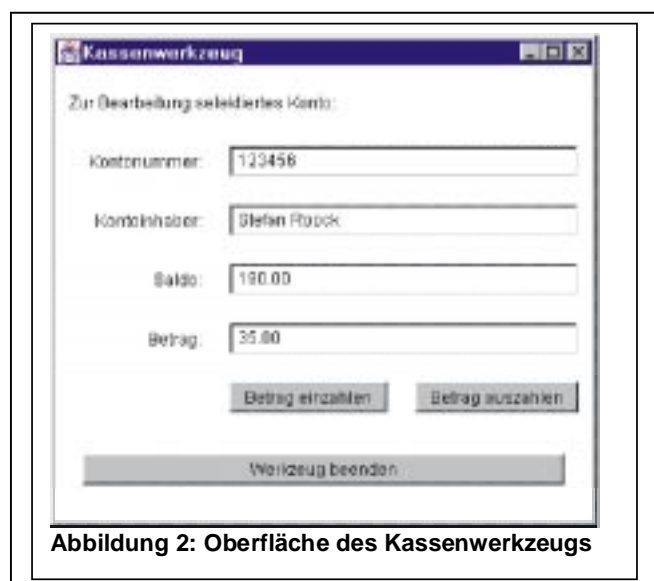 Kassenwerkzeug
Zur Bearbeitung selektiertes Konto:
Kontonummer: 123456
Kontoinhaber: Stefan Roock
Saldo: 190.00
Betrag: 35.00
Betrag einzahlen Betrag auszahlen
Werkzeug beenden
Abbildung 2: Oberfläche des Kassenwerkzeugs